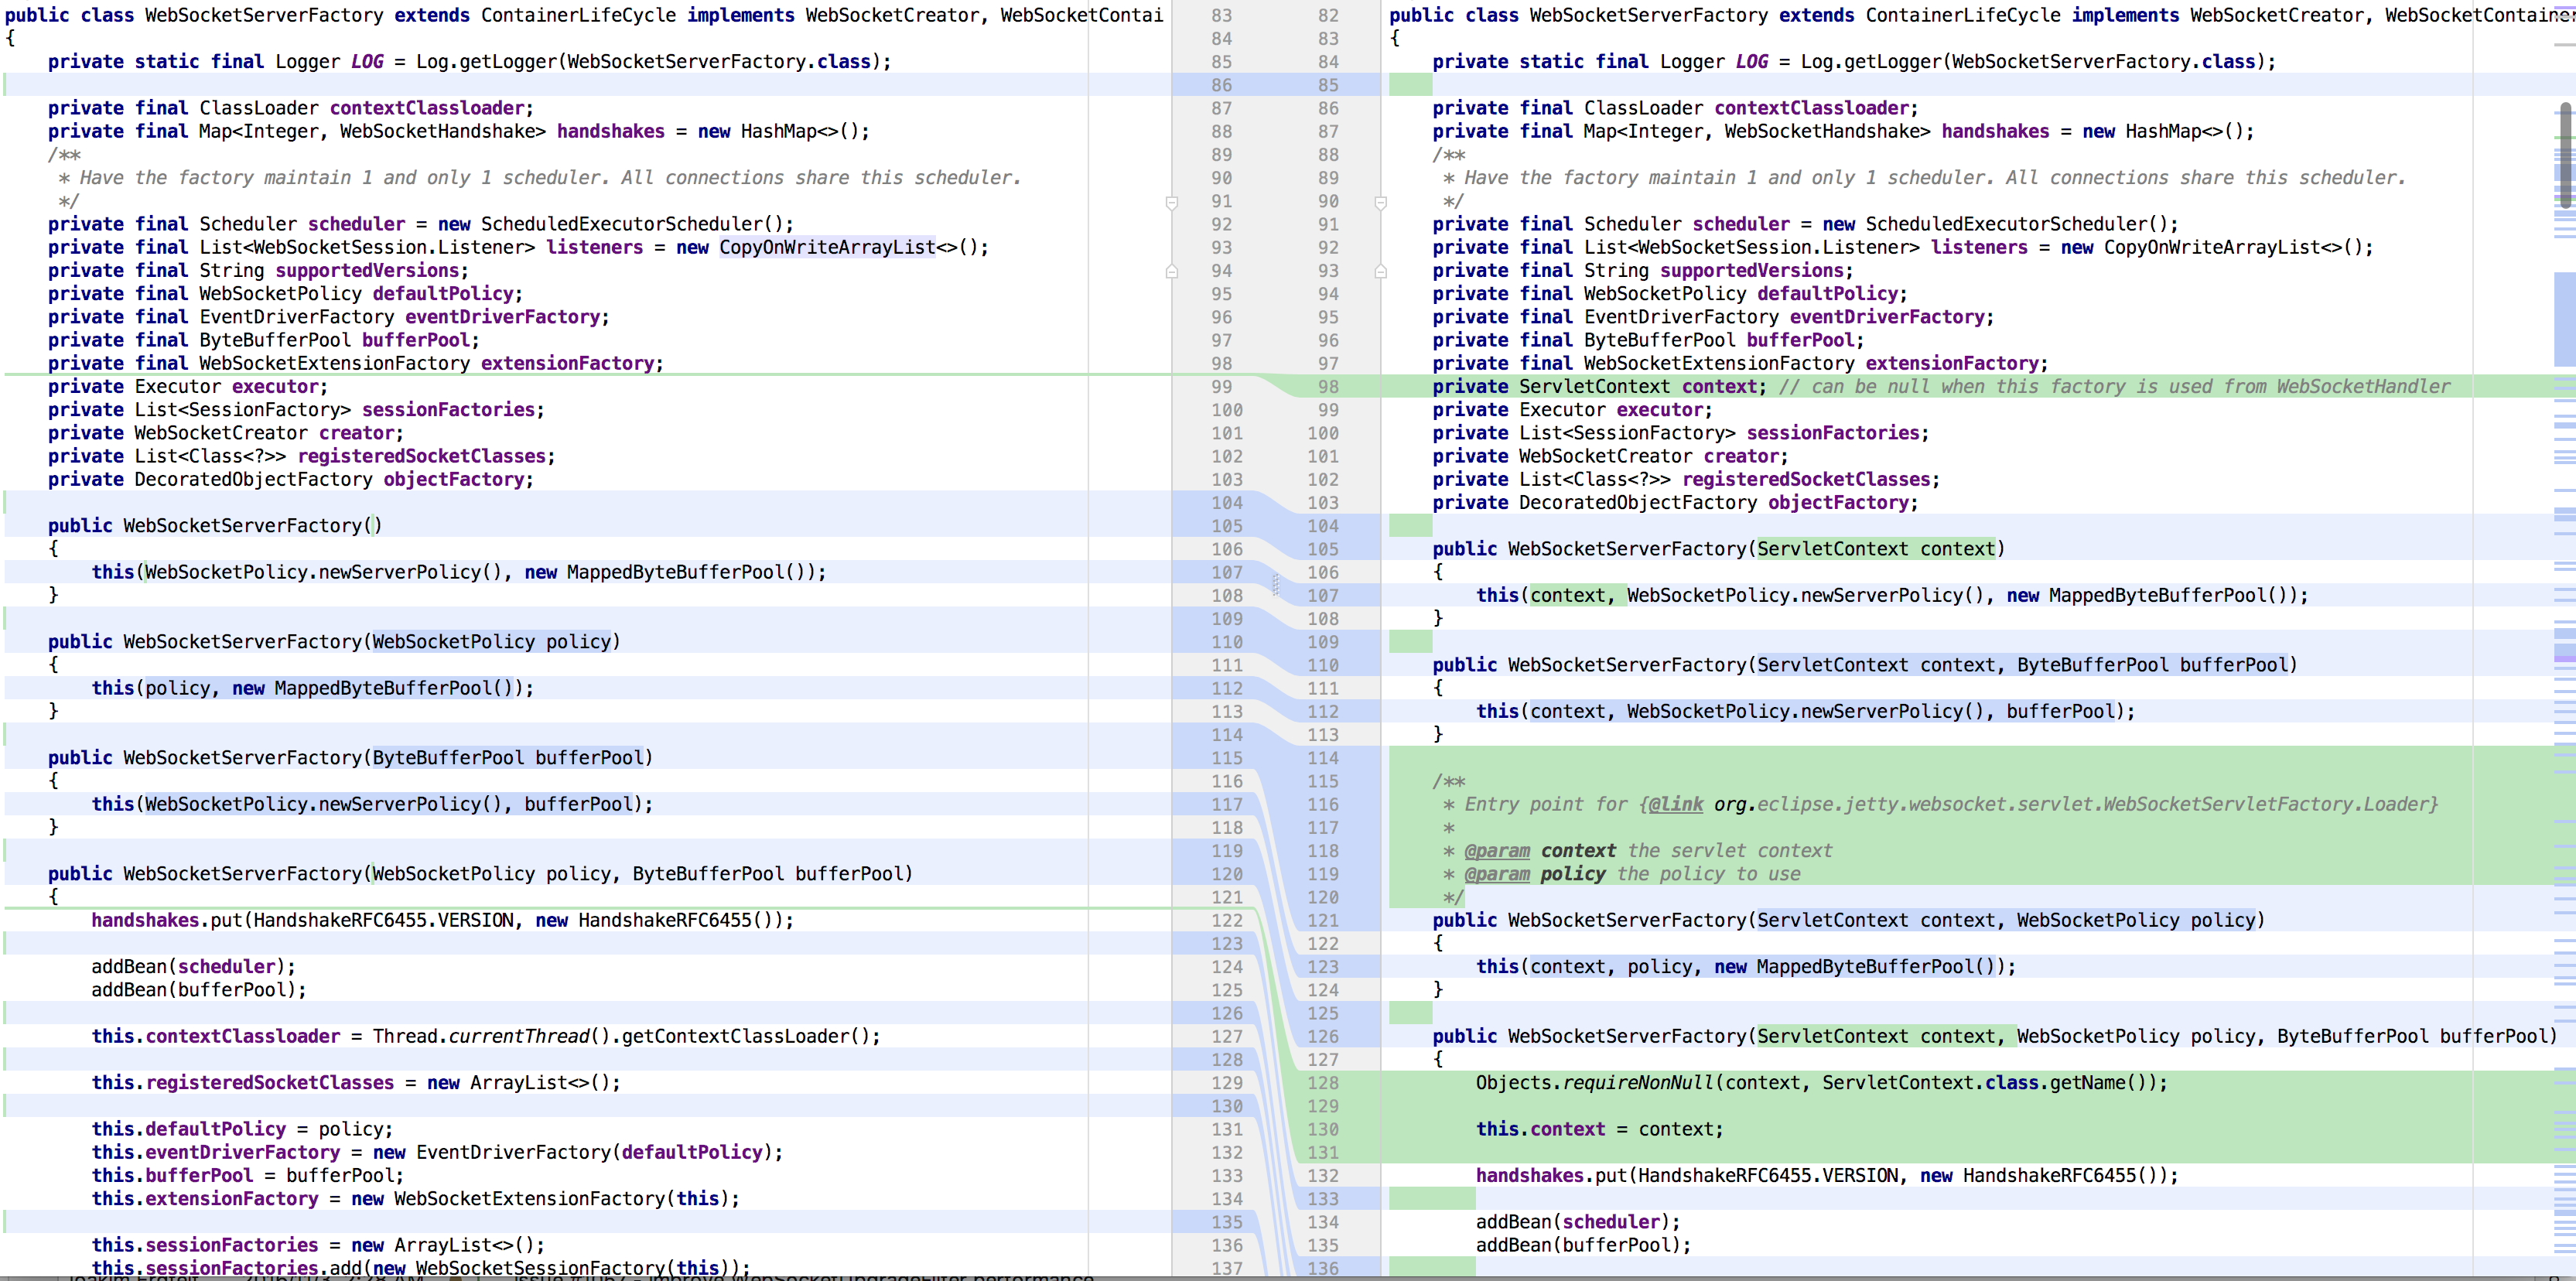 public class WebSocketServerFactory extends ContainerLifeCycle implements WebSocketCreator, WebSocketContai
{
    private static final Logger LOG = Log.getLogger(WebSocketServerFactory.class);

    private final ClassLoader contextClassloader;
    private final Map<Integer, WebSocketHandshake> handshakes = new HashMap<>();
    /**
     * Have the factory maintain 1 and only 1 scheduler. All connections share this scheduler.
     */
    private final Scheduler scheduler = new ScheduledExecutorScheduler();
    private final List<WebSocketSession.Listener> listeners = new CopyOnWriteArrayList<>();
    private final String supportedVersions;
    private final WebSocketPolicy defaultPolicy;
    private final EventDriverFactory eventDriverFactory;
    private final ByteBufferPool bufferPool;
    private final WebSocketExtensionFactory extensionFactory;
    private Executor executor;
    private List<SessionFactory> sessionFactories;
    private WebSocketCreator creator;
    private List<Class<?>> registeredSocketClasses;
    private DecoratedObjectFactory objectFactory;

    public WebSocketServerFactory()
    {
        this(WebSocketPolicy.newServerPolicy(), new MappedByteBufferPool());
    }

    public WebSocketServerFactory(WebSocketPolicy policy)
    {
        this(policy, new MappedByteBufferPool());
    }

    public WebSocketServerFactory(ByteBufferPool bufferPool)
    {
        this(WebSocketPolicy.newServerPolicy(), bufferPool);
    }

    public WebSocketServerFactory(WebSocketPolicy policy, ByteBufferPool bufferPool)
    {
        handshakes.put(HandshakeRFC6455.VERSION, new HandshakeRFC6455());

        addBean(scheduler);
        addBean(bufferPool);

        this.contextClassloader = Thread.currentThread().getContextClassLoader();

        this.registeredSocketClasses = new ArrayList<>();

        this.defaultPolicy = policy;
        this.eventDriverFactory = new EventDriverFactory(defaultPolicy);
        this.bufferPool = bufferPool;
        this.extensionFactory = new WebSocketExtensionFactory(this);

        this.sessionFactories = new ArrayList<>();
        this.sessionFactories.add(new WebSocketSessionFactory(this));
83 82
84 83
85 84
86 85
87 86
88 87
89 88
90 89
91 90
92 91
93 92
94 93
95 94
96 95
97 96
98 97
99 98
100 99
101 100
102 101
103 102
104 103
105 104
106 105
107 106
108 107
109 108
110 109
111 110
112 111
113 112
114 113
115 114
116 115
117 116
118 117
119 118
120 119
121 120
122 121
123 122
124 123
125 124
126 125
127 126
128 127
129 128
130 129
131 130
132 131
133 132
134 133
135 134
136 135
137 136
public class WebSocketServerFactory extends ContainerLifeCycle implements WebSocketCreator, WebSocketContainer
{
    private static final Logger LOG = Log.getLogger(WebSocketServerFactory.class);

    private final ClassLoader contextClassloader;
    private final Map<Integer, WebSocketHandshake> handshakes = new HashMap<>();
    /**
     * Have the factory maintain 1 and only 1 scheduler. All connections share this scheduler.
     */
    private final Scheduler scheduler = new ScheduledExecutorScheduler();
    private final List<WebSocketSession.Listener> listeners = new CopyOnWriteArrayList<>();
    private final String supportedVersions;
    private final WebSocketPolicy defaultPolicy;
    private final EventDriverFactory eventDriverFactory;
    private final ByteBufferPool bufferPool;
    private final WebSocketExtensionFactory extensionFactory;
    private ServletContext context; // can be null when this factory is used from WebSocketHandler
    private Executor executor;
    private List<SessionFactory> sessionFactories;
    private WebSocketCreator creator;
    private List<Class<?>> registeredSocketClasses;
    private DecoratedObjectFactory objectFactory;

    public WebSocketServerFactory(ServletContext context)
    {
        this(context, WebSocketPolicy.newServerPolicy(), new MappedByteBufferPool());
    }

    public WebSocketServerFactory(ServletContext context, ByteBufferPool bufferPool)
    {
        this(context, WebSocketPolicy.newServerPolicy(), bufferPool);
    }

    /**
     * Entry point for {@link org.eclipse.jetty.websocket.servlet.WebSocketServletFactory.Loader}
     *
     * @param context the servlet context
     * @param policy the policy to use
     */
    public WebSocketServerFactory(ServletContext context, WebSocketPolicy policy)
    {
        this(context, policy, new MappedByteBufferPool());
    }

    public WebSocketServerFactory(ServletContext context, WebSocketPolicy policy, ByteBufferPool bufferPool)
    {
        Objects.requireNonNull(context, ServletContext.class.getName());

        this.context = context;

        handshakes.put(HandshakeRFC6455.VERSION, new HandshakeRFC6455());

        addBean(scheduler);
        addBean(bufferPool);